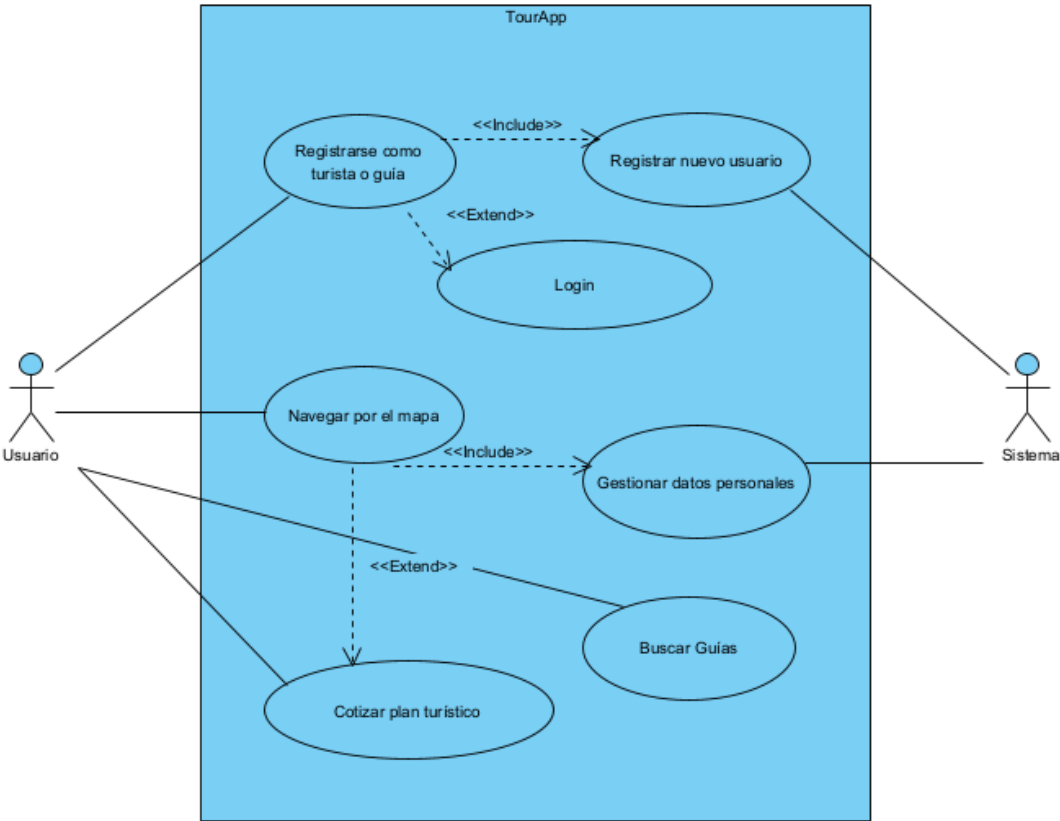 TourApp
<<Include>>
Registrarse como
turista o guía
Registrar nuevo usuario
<<Extend>>
Login
Navegar por el mapa
Usuario
<<Include>>
Sistema
Gestionar datos personales
<<Extend>>
Buscar Guías
Cotizar plan turístico